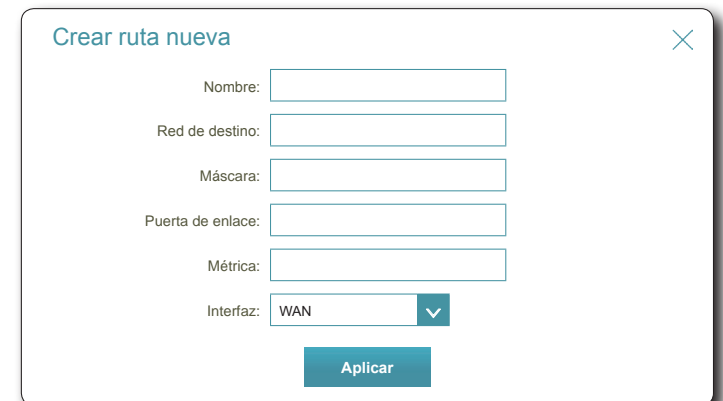 Crear ruta nueva
Nombre:
Red de destino:
Máscara:
Puerta de enlace:
Métrica:
Interfaz: WAN
Aplicar